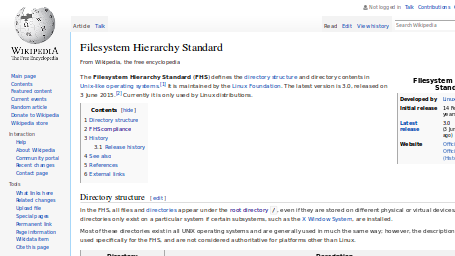 Not logged in Talk Contributions
Article Talk Read Edit View history Search Wikipedia
WIKIPEDIA
The Free Encyclopedia
Main page
Contents
Featured content
Current events
Random article
Donate to Wikipedia
Wikipedia store
Interaction
Help
About Wikipedia
Community portal
Recent changes
Contact page
Tools
What links here
Related changes
Upload file
Special pages
Permanent link
Page information
Wikidata item
Cite this page
Filesystem Hierarchy Standard
From Wikipedia, the free encyclopedia
The Filesystem Hierarchy Standard (FHS) defines the directory structure and directory contents in
Unix-like operating systems.[1] It is maintained by the Linux Foundation. The latest version is 3.0, released on
3 June 2015.[2] Currently it is only used by Linux distributions.
Contents [hide]
1 Directory structure
2 FHS compliance
3 History
3.1 Release history
4 See also
5 References
6 External links
Filesystem
Developed by Linux
Initial release 14
Latest 3.0
release
ago)
Website
Directory structure [edit]
In the FHS, all files and directories appear under the root directory /, even if they are stored on different physical or virtual devices
directories only exist on a particular system if certain subsystems, such as the X Window System, are installed.
Most of these directories exist in all UNIX operating systems and are generally used in much the same way; however, the description
used specifically for the FHS, and are not considered authoritative for platforms other than Linux.
Directory Description